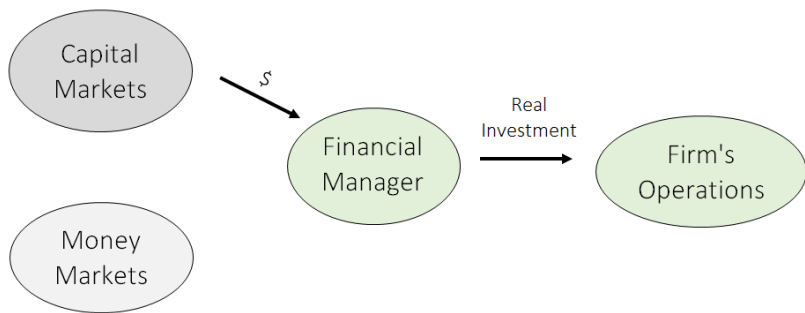 Capital
Markets
$
Financial
Manager
Real
Investment
Firm's
Operations
Money
Markets